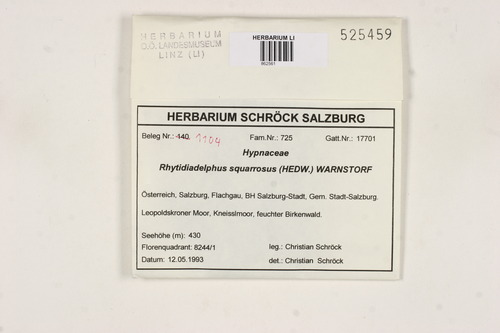 HERBARIUM
O.Ö. LANDESMUSEUM
LINZ (LI)
HERBARIUM LI
962561
525459
HERBARIUM SCHRÖCK SALZBURG
Beleg Nr.: 140. 1104 Fam.Nr.: 725 Gatt.Nr.: 17701
Hypnaceae
Rhytidiadelphus squarrosus (HEDW.) WARNSTORF
Österreich, Salzburg, Flachgau, BH Salzburg-Stadt, Gem. Stadt-Salzburg.
Leopoldskroner Moor, Kneisslmoor, feuchter Birkenwald.
Seehöhe (m): 430
Florenquadrant: 8244/1 leg.: Christian Schröck
Datum: 12.05.1993 det.: Christian Schröck